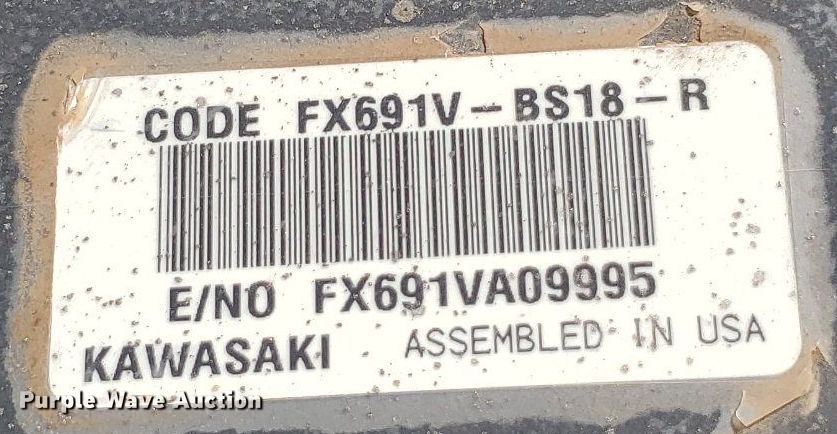 CODE FX691V-BS18-R
E/NO FX691VA09995
KAWASAKI ASSEMBLED IN USA
Purple Wave Auction